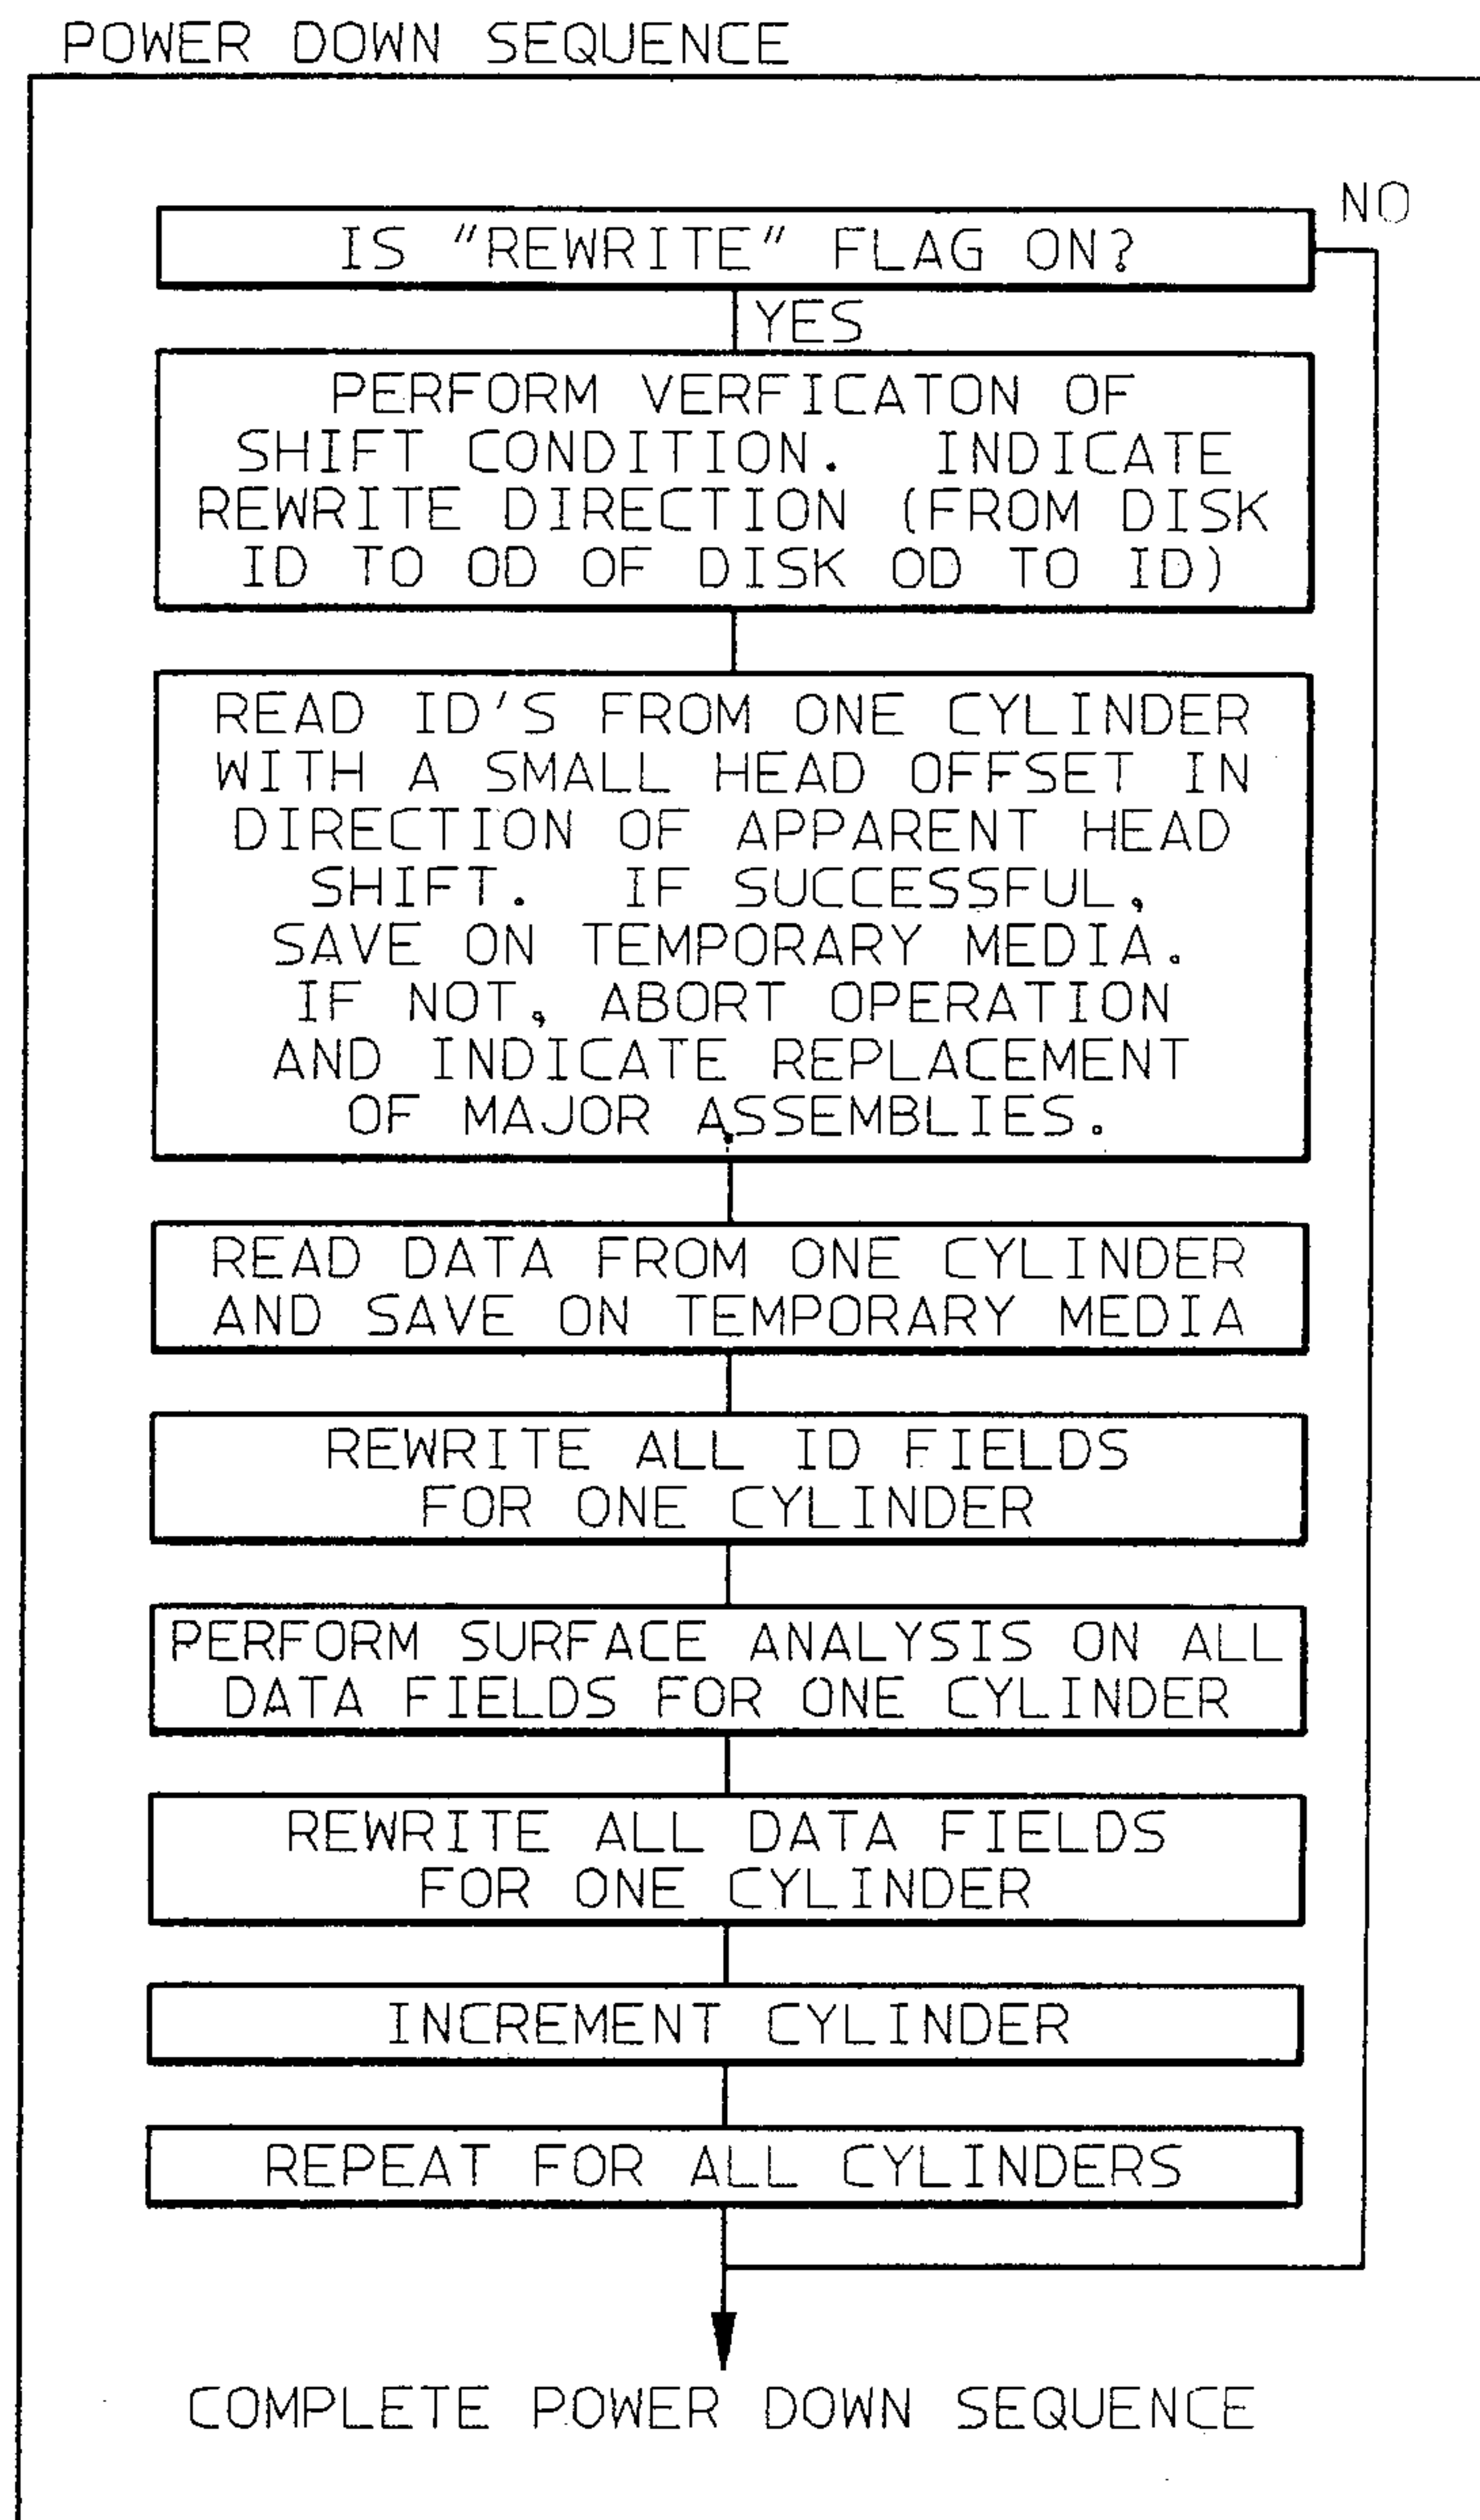 POWER DOWN SEQUENCE
NO
IS "REWRITE" FLAG ON?
YES
PERFORM VERFICATON OF
SHIFT CONDITION. INDICATE
REWRITE DIRECTION (FROM DISK
ID TO OD OF DISK OD TO ID)
READ ID'S FROM ONE CYLINDER
WITH A SMALL HEAD OFFSET IN
DIRECTION OF APPARENT HEAD
SHIFT. IF SUCCESSFUL,
SAVE ON TEMPORARY MEDIA.
IF NOT, ABORT OPERATION
AND INDICATE REPLACEMENT
OF MAJOR ASSEMBLIES.
READ DATA FROM ONE CYLINDER
AND SAVE ON TEMPORARY MEDIA
REWRITE ALL ID FIELDS
FOR ONE CYLINDER
PERFORM SURFACE ANALYSIS ON ALL
DATA FIELDS FOR ONE CYLINDER
REWRITE ALL DATA FIELDS
FOR ONE CYLINDER
INCREMENT CYLINDER
REPEAT FOR ALL CYLINDERS
COMPLETE POWER DOWN SEQUENCE